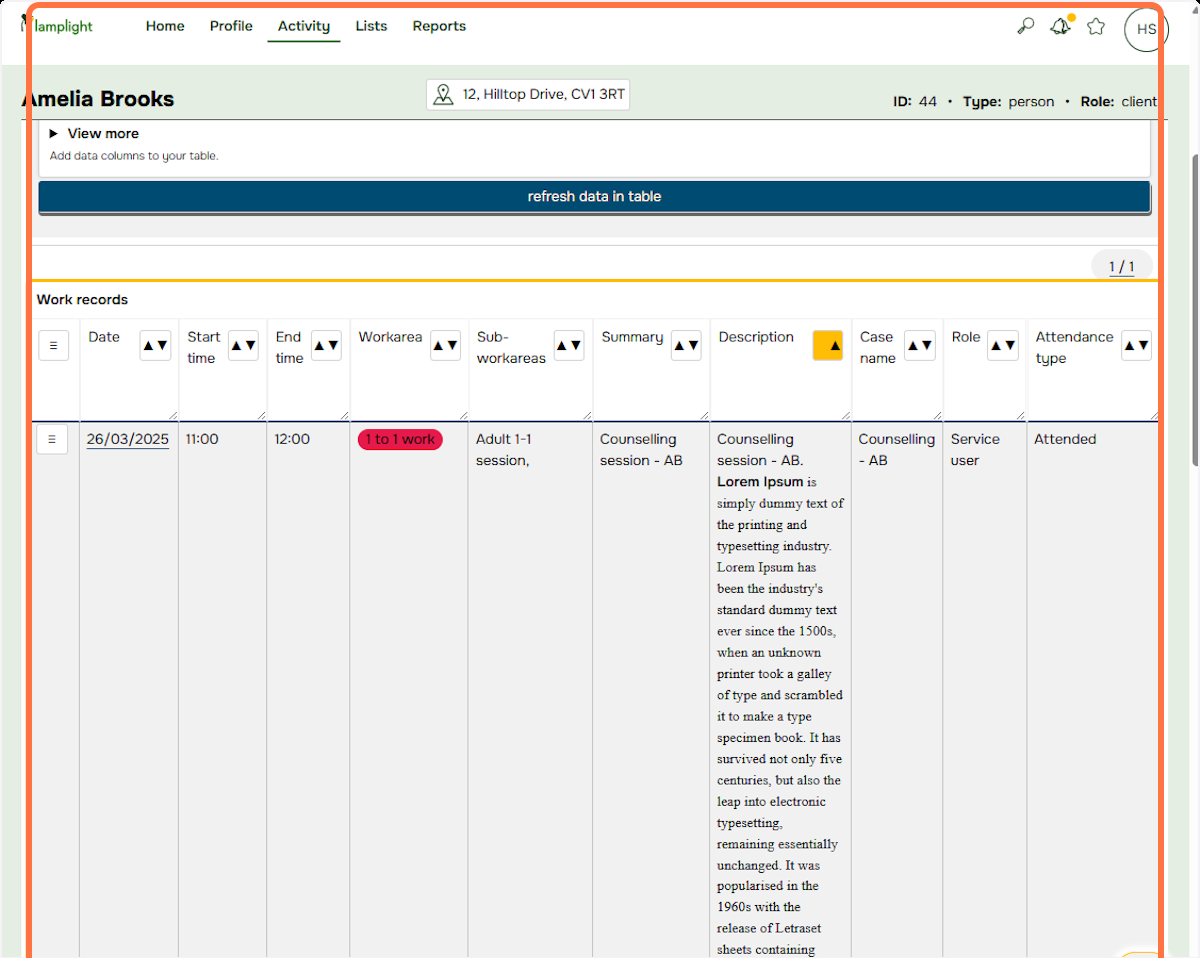 lamplight
Home Profile Activity Lists Reports
HS
Amelia Brooks
12, Hilltop Drive, CV1 3RT
ID: 44 • Type: person • Role: client
▶ View more
Add data columns to your table.
refresh data in table
1 / 1
Work records
Date
Start time
End time
Workarea
Sub-workareas
Summary
Description
Case name
Role
Attendance type
26/03/2025
11:00
12:00
1 to 1 work
Adult 1-1
session,
Counselling
session - AB
Counselling
session - AB.
Lorem Ipsum is
simply dummy text of
the printing and
typesetting industry.
Lorem Ipsum has
been the industry's
standard dummy text
ever since the 1500s,
when an unknown
printer took a galley
of type and scrambled
it to make a type
specimen book. It has
survived not only five
centuries, but also the
leap into electronic
typesetting,
remaining essentially
unchanged. It was
popularised in the
1960s with the
release of Letraset
sheets containing
Counselling
- AB
Service
user
Attended